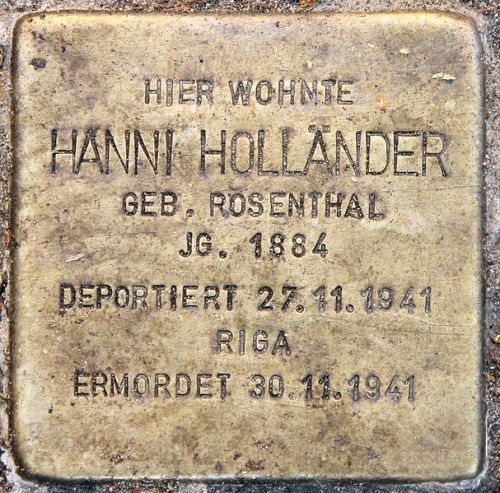 HIER WOHNTE
HANNI HOLLÄNDER
GEB. ROSENTHAL
JG. 1884
DEPORTIERT 27.11.1941
RIGA
ERMORDET 30.11.1941